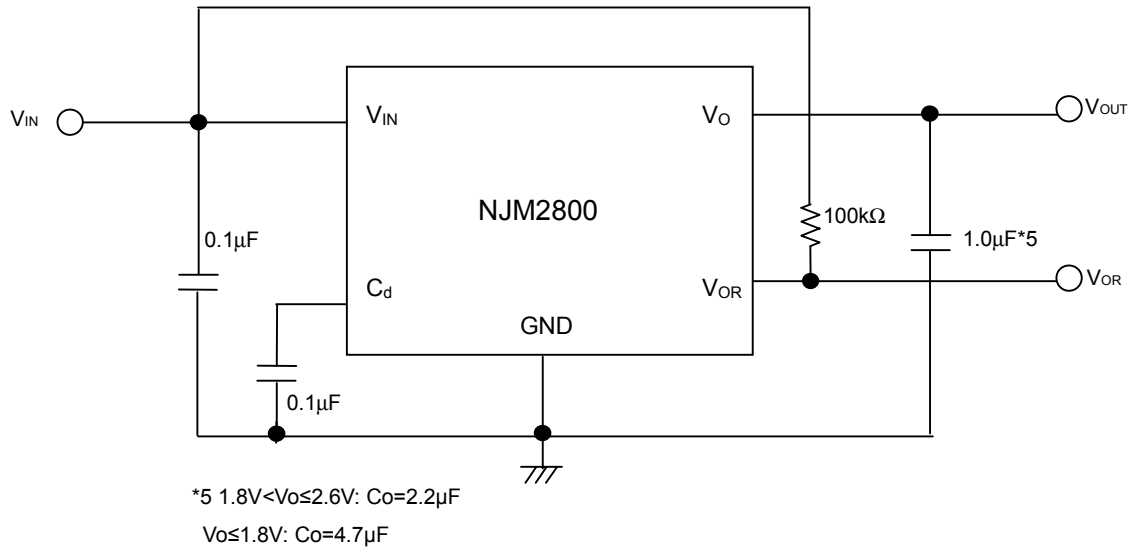 VIN
VIN
VO
VOUT
NJM2800
100kΩ
0.1μF
1.0μF*5
Cd
VOR
VOR
GND
0.1μF
*5 1.8V<Vo≤2.6V: Co=2.2μF
Vo≤1.8V: Co=4.7μF